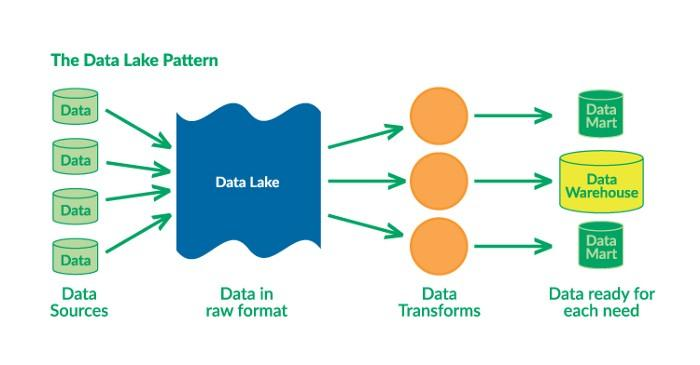 The Data Lake Pattern
Data
Data
Data
Data
Data Lake
Data
Mart
Data
Warehouse
Data
Mart
Data
Sources
Data in
raw format
Data
Transforms
Data ready for
each need